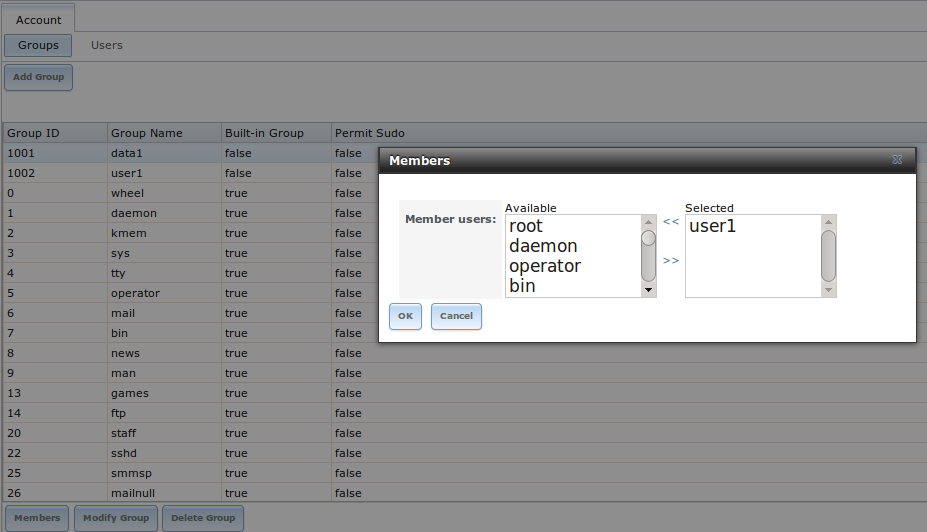 Account
Groups Users
Add Group
Group ID Group Name Built-in Group Permit Sudo
1001 data1 false false
1002 user1 false false
0 wheel true false
1 daemon true false
2 kmem true false
3 sys true false
4 tty true false
5 operator true false
6 mail true false
7 bin true false
8 news true false
9 man true false
13 games true false
14 ftp true false
20 staff true false
22 sshd true false
25 smmsp true false
26 mailnull true false
Members Modify Group Delete Group
Members
Member users:
Available
root
daemon
operator
bin
<<
>>
Selected
user1
OK Cancel